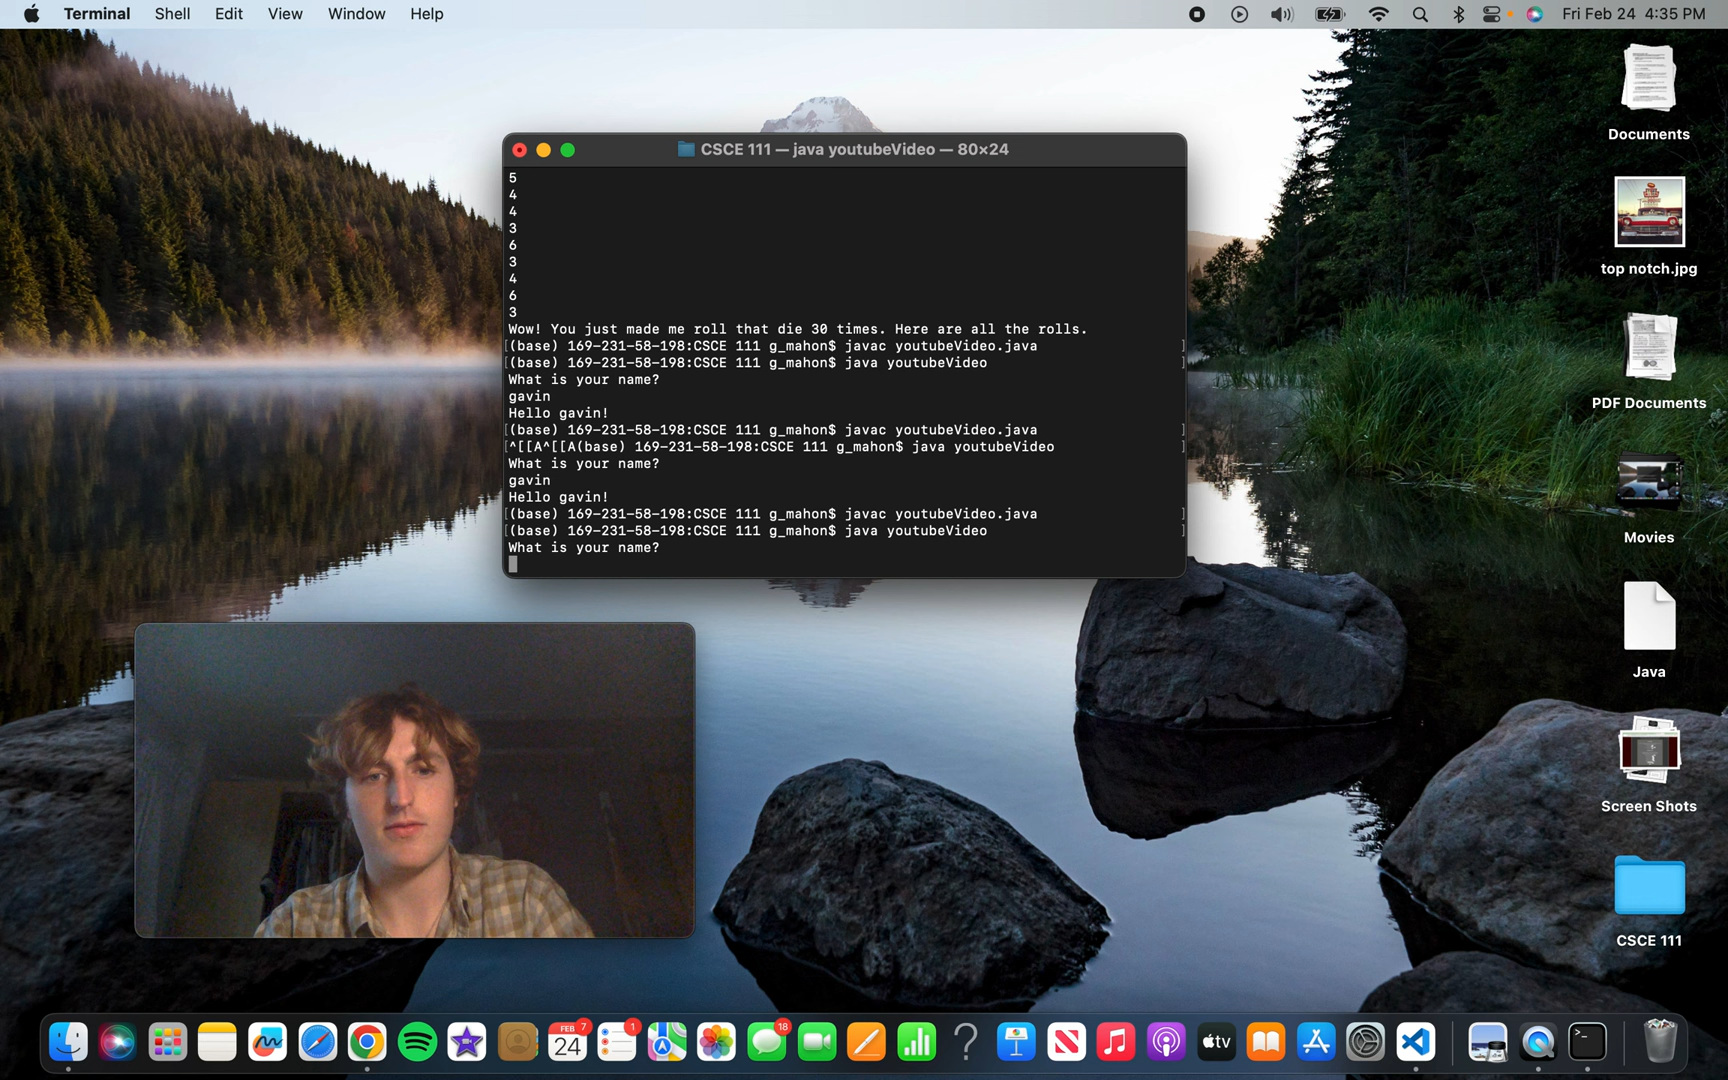 Terminal Shell Edit View Window Help Fri Feb 24 4:35 PM
CSCE 111 — java youtubeVideo — 80×24
5
4
4
3
6
3
4
6
3
Wow! You just made me roll that die 30 times. Here are all the rolls.
[(base) 169-231-58-198:CSCE 111 g_mahon$ javac youtubeVideo.java ]
[(base) 169-231-58-198:CSCE 111 g_mahon$ java youtubeVideo ]
What is your name?
gavin
Hello gavin!
[(base) 169-231-58-198:CSCE 111 g_mahon$ javac youtubeVideo.java ]
[^[[A^[[A(base) 169-231-58-198:CSCE 111 g_mahon$ java youtubeVideo ]
What is your name?
gavin
Hello gavin!
[(base) 169-231-58-198:CSCE 111 g_mahon$ javac youtubeVideo.java ]
[(base) 169-231-58-198:CSCE 111 g_mahon$ java youtubeVideo ]
What is your name?
Documents
top notch.jpg
PDF Documents
Movies
Java
Screen Shots
CSCE 111
FEB 7
24
1
18
tv
>_